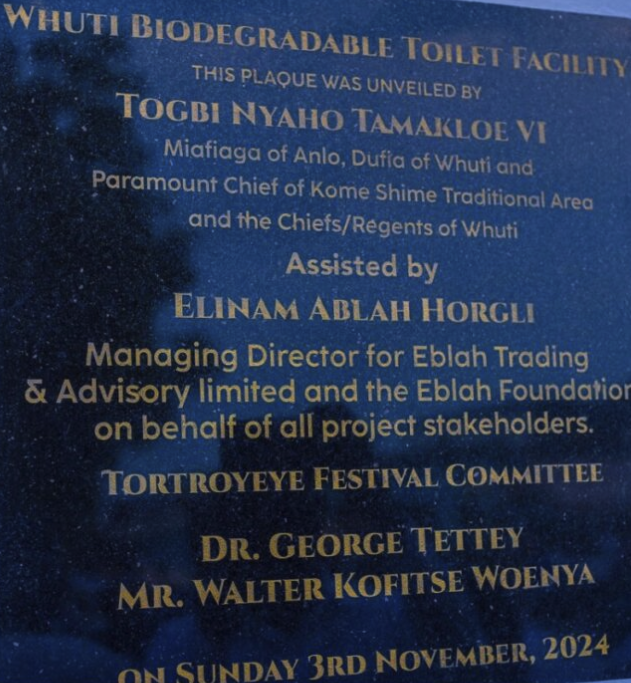 WHUTI BIODEGRADABLE TOILET FACILITY
THIS PLAQUE WAS UNVEILED BY
TOGBI NYAHO TAMAKLOE VI
Miafiaga of Anlo, Dufia of Whuti and
Paramount Chief of Kome Shime Traditional Area
and the Chiefs/Regents of Whuti
Assisted by
ELINAM ABLAH HORGLI
Managing Director for Eblah Trading
& Advisory limited and the Eblah Foundation
on behalf of all project stakeholders.
TORTROYEYE FESTIVAL COMMITTEE
DR. GEORGE TETTEY
MR. WALTER KOFITSE WOENYA
ON SUNDAY 3RD NOVEMBER, 2024